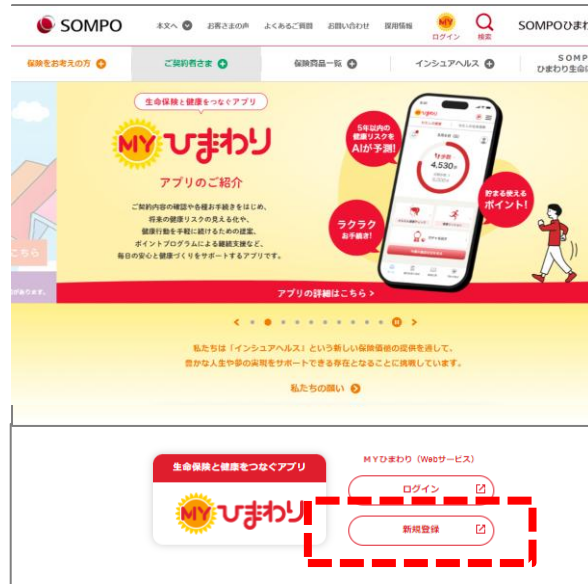 SOMPO
本文へ
お客さまの声
よくあるご質問
お問い合わせ
採用情報
MY
ログイン
検索
SOMPOひまわ
保険をお考えの方
ご契約者さま
保険商品一覧
インシュアヘルス
SOMP
ひまわり生命に
生命保険と健康をつなぐアプリ
MYひまわり
アプリのご紹介
ご契約内容の確認や各種お手続きをはじめ、
将来の健康リスクの見える化や、
健康行動を手軽に続けるための提案、
ポイントプログラムによる継続支援など、
毎日の安心と健康づくりをサポートするアプリです。
5年以内の
健康リスクを
AIが予測!
4,530
ラクラク
お手続き!
貯まる使える
ポイント!
こちら
があります。
アプリの詳細はこちら >
私たちは「インシュアヘルス」という新しい保険価値の提供を通して、
豊かな人生や夢の実現をサポートできる存在となることに挑戦しています。
私たちの願い
生命保険と健康をつなぐアプリ
MYひまわり
MYひまわり（Webサービス）
ログイン
新規登録